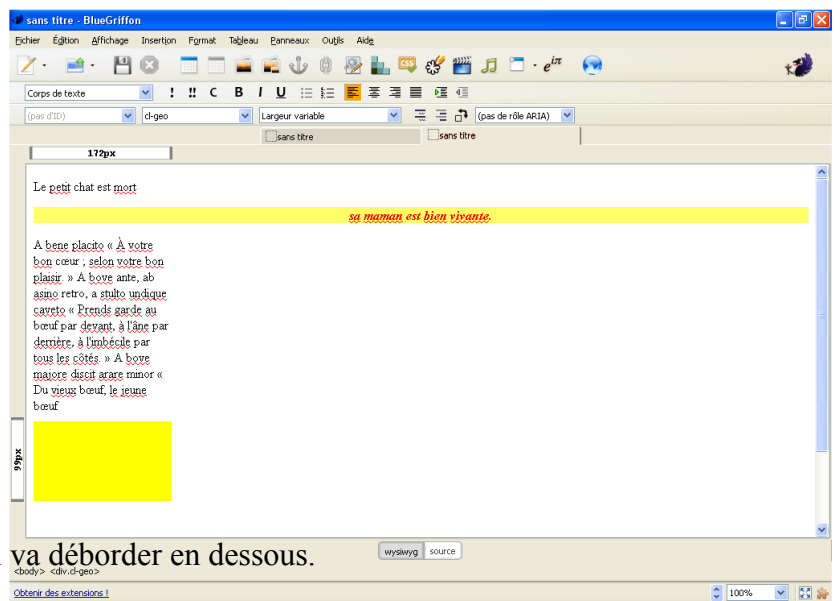 sans titre - BlueGriffon
Fichier Édition Affichage Insertion Format Tableau Panneaux Outils Aide
CSS
Corps de texte ! !! C B I U
(pas d'ID) cl-geo Largeur variable (pas de rôle ARIA)
sans titre sans titre
172px
Le petit chat est mort
sa maman est bien vivante.
A bene placito « À votre
bon cœur ; selon votre bon
plaisir. » A bove ante, ab
asino retro, a stulto undique
caveto « Prends garde au
bœuf par devant, à l'âne par
derrière, à l'imbécile par
tous les côtés. » A bove
majore discit arare minor «
Du vieux bœuf, le jeune
bœuf
99px
va déborder en dessous.
wysiwyg source
<body> <div.cl-geo>
Obtenir des extensions ! 100%